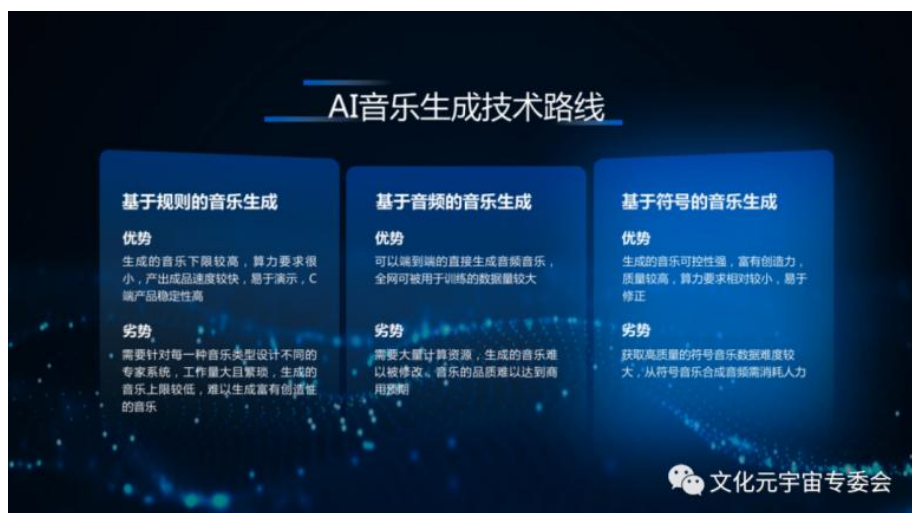 AI音乐生成技术路线
基于规则的音乐生成
优势
生成的音乐下限较高，算力要求很
小，产出成品速度较快，易于演示，C
端产品稳定性高
劣势
需要针对每一种音乐类型设计不同的
专家系统，工作量大且繁琐，生成的
音乐上限较低，难以生成富有创造性
的音乐
基于音频的音乐生成
优势
可以端到端的直接生成音频音乐，
全网可被用于训练的数据量较大
劣势
需要大量计算资源，生成的音乐难
以被修改、音乐的品质难以达到商
用预期
基于符号的音乐生成
优势
生成的音乐可控性强，富有创造力，
质量较高，算力要求相对较小，易于
修正
劣势
获取高质量的符号音乐数据难度较
大，从符号音乐合成音频需消耗人力
文化元宇宙专委会